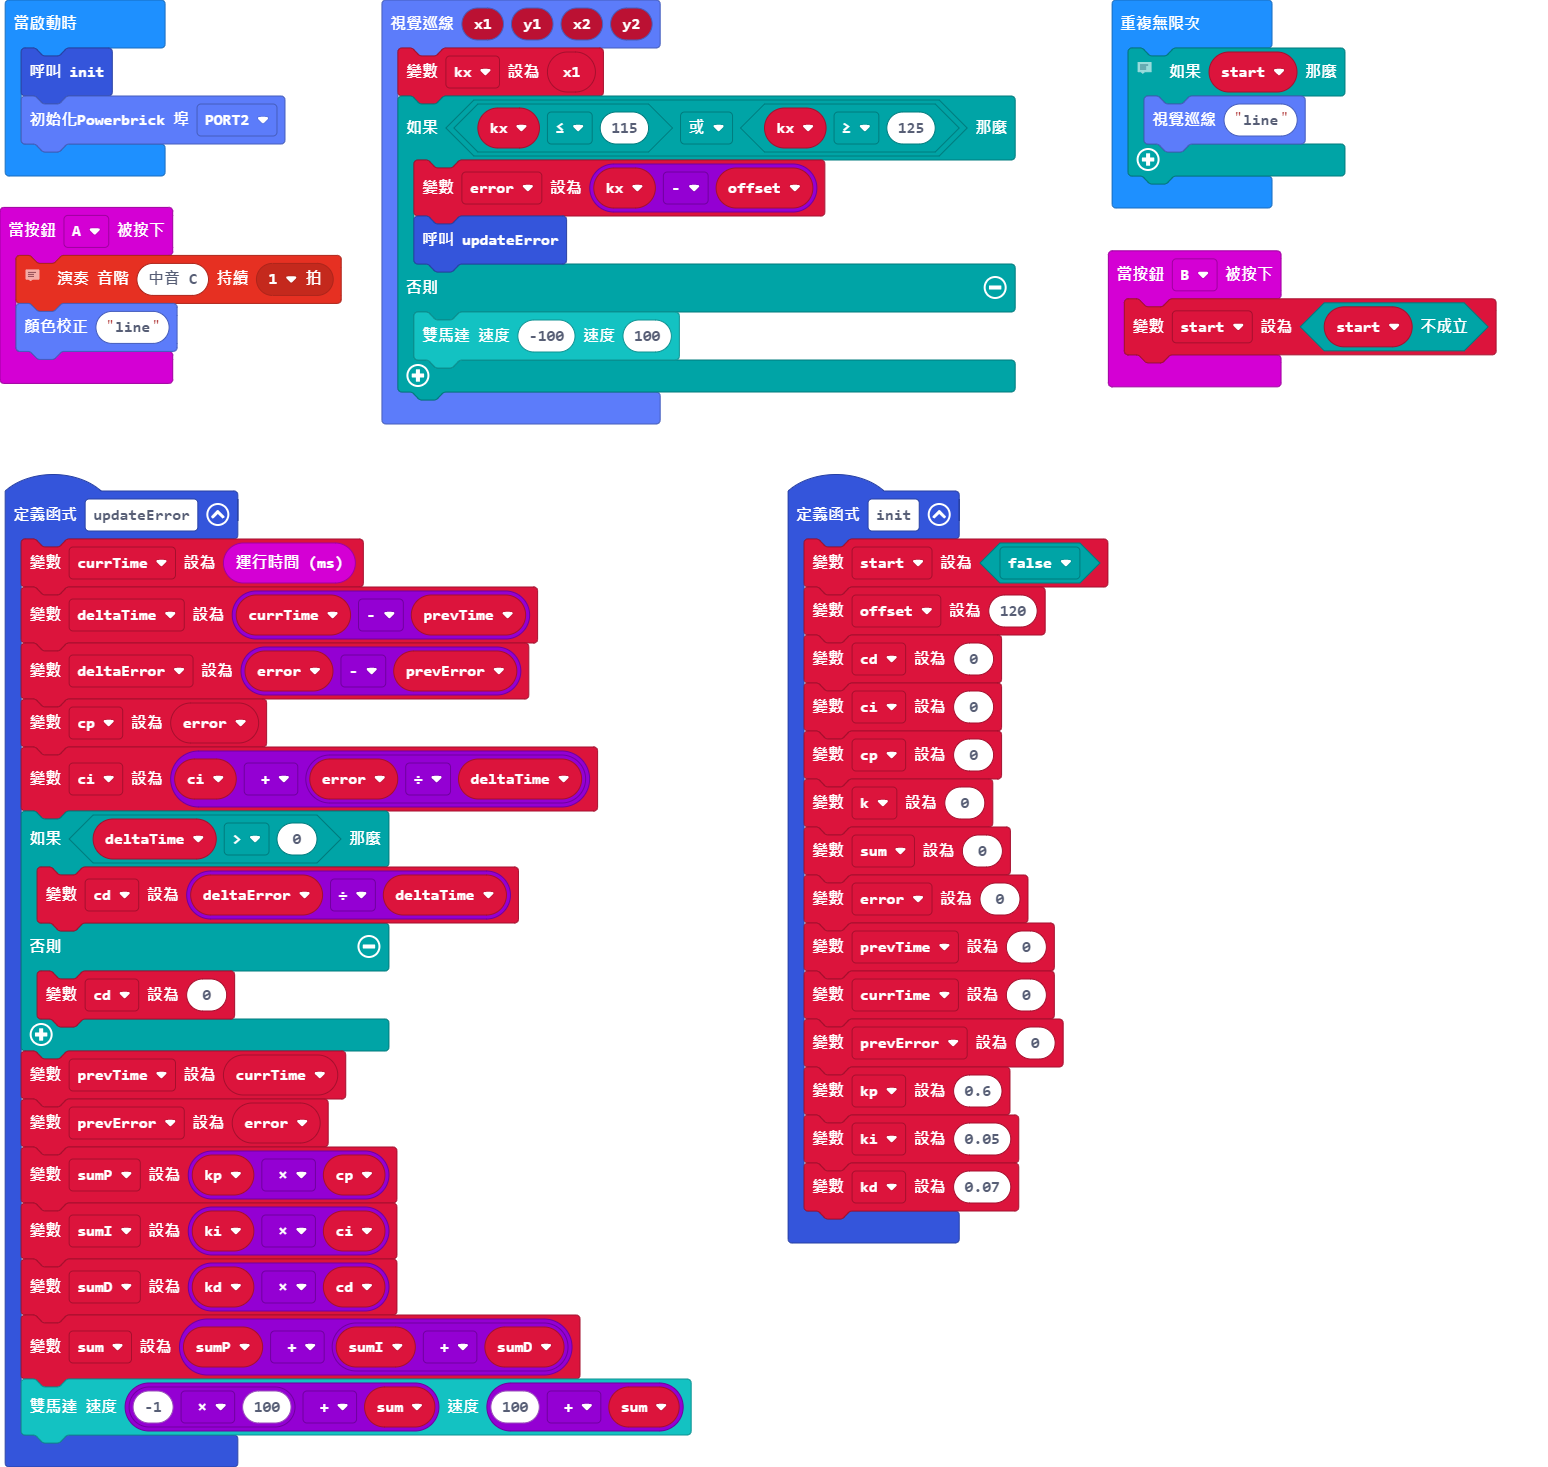 當啟動時
呼叫 init
初始化Powerbrick 埠 PORT2
當按鈕 A 被按下
演奏 音階 中音 C 持續 1 拍
顏色校正 "line"
視覺巡線 x1 y1 x2 y2
變數 kx 設為 x1
如果 kx ≤ 115 或 kx ≥ 125 那麼
變數 error 設為 kx - offset
呼叫 updateError
否則
雙馬達 速度 -100 速度 100
重複無限次
如果 start 那麼
視覺巡線 "line"
當按鈕 B 被按下
變數 start 設為 start 不成立
定義函式 updateError
變數 currTime 設為 運行時間 (ms)
變數 deltaTime 設為 currTime - prevTime
變數 deltaError 設為 error - prevError
變數 cp 設為 error
變數 ci 設為 ci + error ÷ deltaTime
如果 deltaTime > 0 那麼
變數 cd 設為 deltaError ÷ deltaTime
否則
變數 cd 設為 0
變數 prevTime 設為 currTime
變數 prevError 設為 error
變數 sumP 設為 kp × cp
變數 sumI 設為 ki × ci
變數 sumD 設為 kd × cd
變數 sum 設為 sumP + sumI + sumD
雙馬達 速度 -1 × 100 + sum 速度 100 + sum
定義函式 init
變數 start 設為 false
變數 offset 設為 120
變數 cd 設為 0
變數 ci 設為 0
變數 cp 設為 0
變數 k 設為 0
變數 sum 設為 0
變數 error 設為 0
變數 prevTime 設為 0
變數 currTime 設為 0
變數 prevError 設為 0
變數 kp 設為 0.6
變數 ki 設為 0.05
變數 kd 設為 0.07